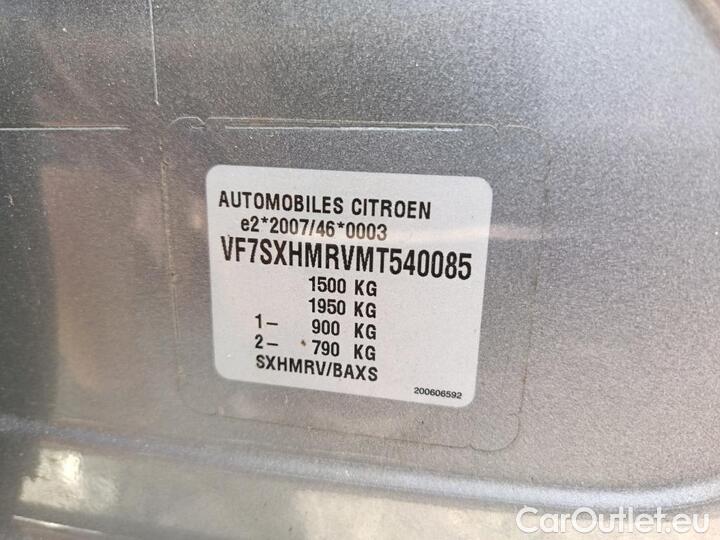 AUTOMOBILES CITROEN
e2*2007/46*0003
VF7SXHMRVMT540085
1500 KG
1950 KG
1– 900 KG
2– 790 KG
SXHMRV/BAXS
200606592
CarOutlet.eu